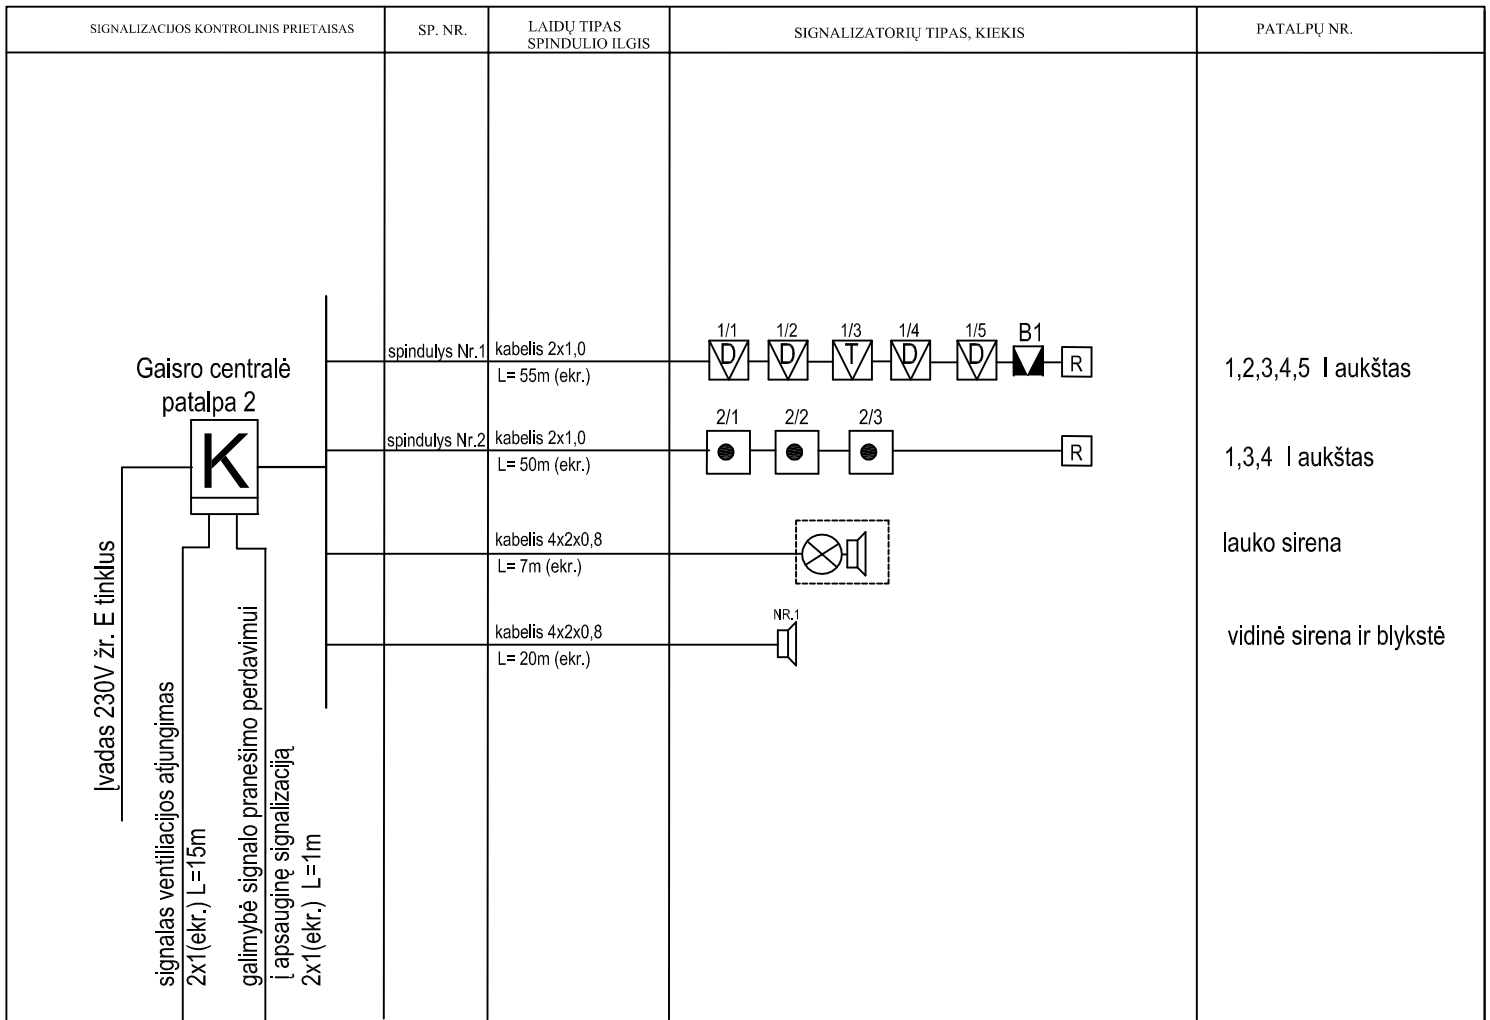 SIGNALIZACIJOS KONTROLINIS PRIETAISAS
SP. NR.
LAIDŲ TIPAS
SPINDULIO ILGIS
SIGNALIZATORIŲ TIPAS, KIEKIS
PATALPŲ NR.
Gaisro centralė
patalpa 2
K
Įvadas 230V žr. E tinklus
signalas ventiliacijos atjungimas
2x1(ekr.) L=15m
galimybė signalo pranešimo perdavimui
į apsauginę signalizaciją
2x1(ekr.) L=1m
spindulys Nr.1
kabelis 2x1,0
L= 55m (ekr.)
1/1 1/2 1/3 1/4 1/5 B1
D D T D D R
1,2,3,4,5 I aukštas
spindulys Nr.2
kabelis 2x1,0
L= 50m (ekr.)
2/1 2/2 2/3
R
1,3,4 I aukštas
kabelis 4x2x0,8
L= 7m (ekr.)
lauko sirena
kabelis 4x2x0,8
L= 20m (ekr.)
NR.1
vidinė sirena ir blykstė